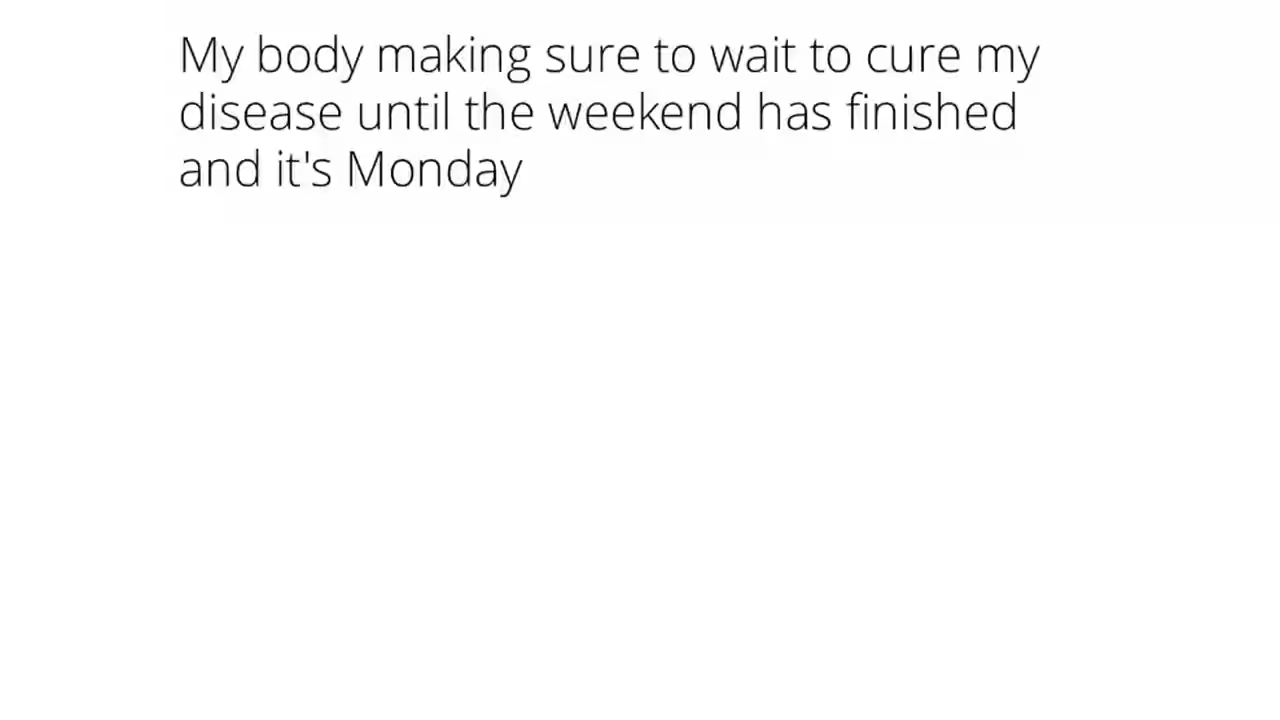 My body making sure to wait to cure my
disease until the weekend has finished
and it's Monday